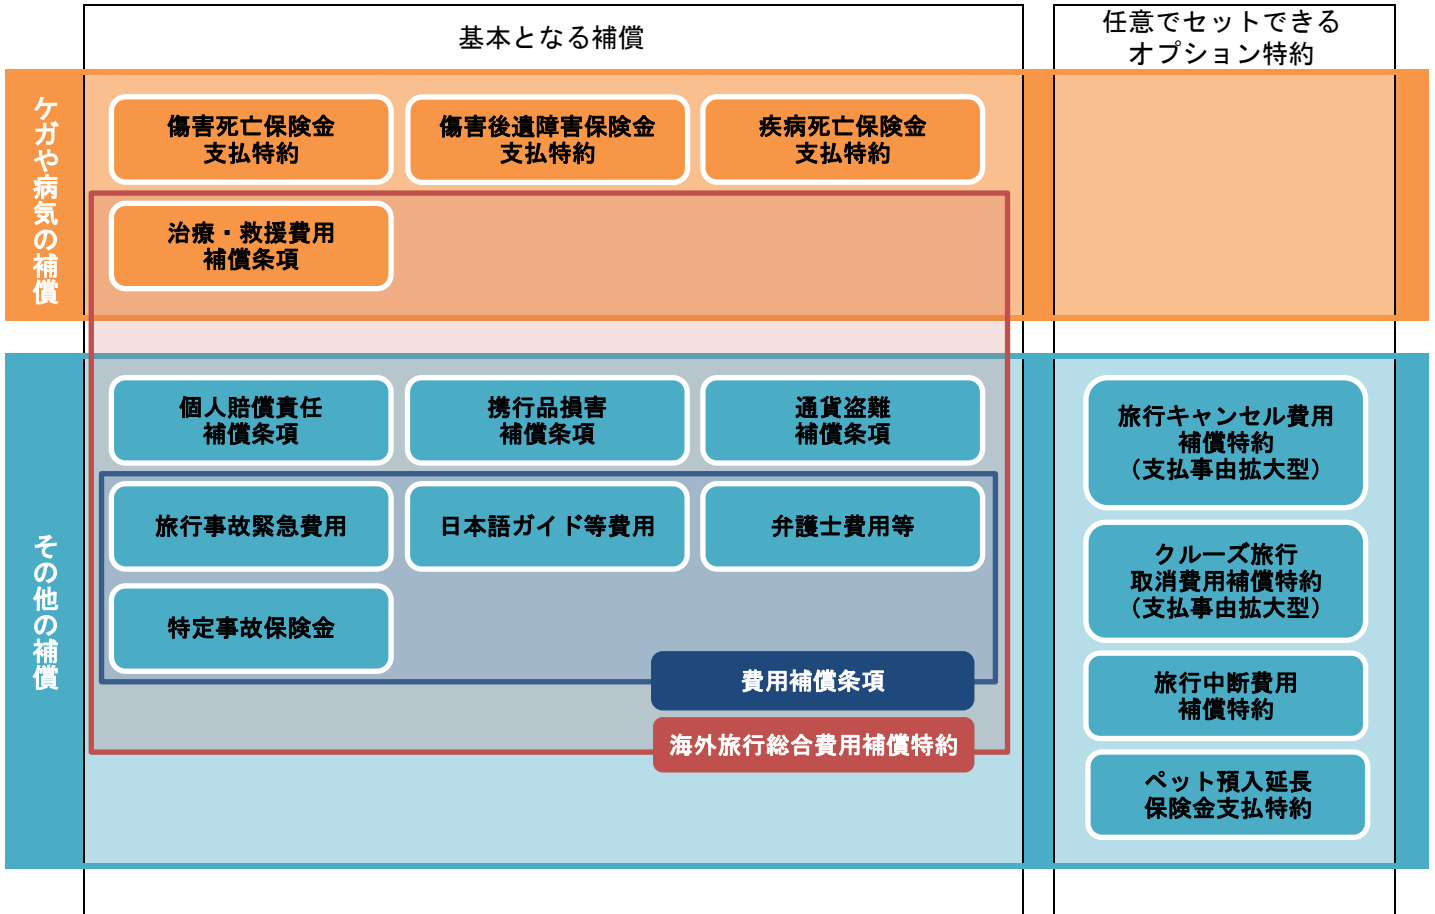 基本となる補償
任意でセットできる
オプション特約
ケガや病気の補償
傷害死亡保険金
支払特約
傷害後遺障害保険金
支払特約
疾病死亡保険金
支払特約
治療・救援費用
補償条項
その他の補償
個人賠償責任
補償条項
携行品損害
補償条項
通貨盗難
補償条項
旅行事故緊急費用
日本語ガイド等費用
弁護士費用等
特定事故保険金
費用補償条項
海外旅行総合費用補償特約
旅行キャンセル費用
補償特約
（支払事由拡大型）
クルーズ旅行
取消費用補償特約
（支払事由拡大型）
旅行中断費用
補償特約
ペット預入延長
保険金支払特約